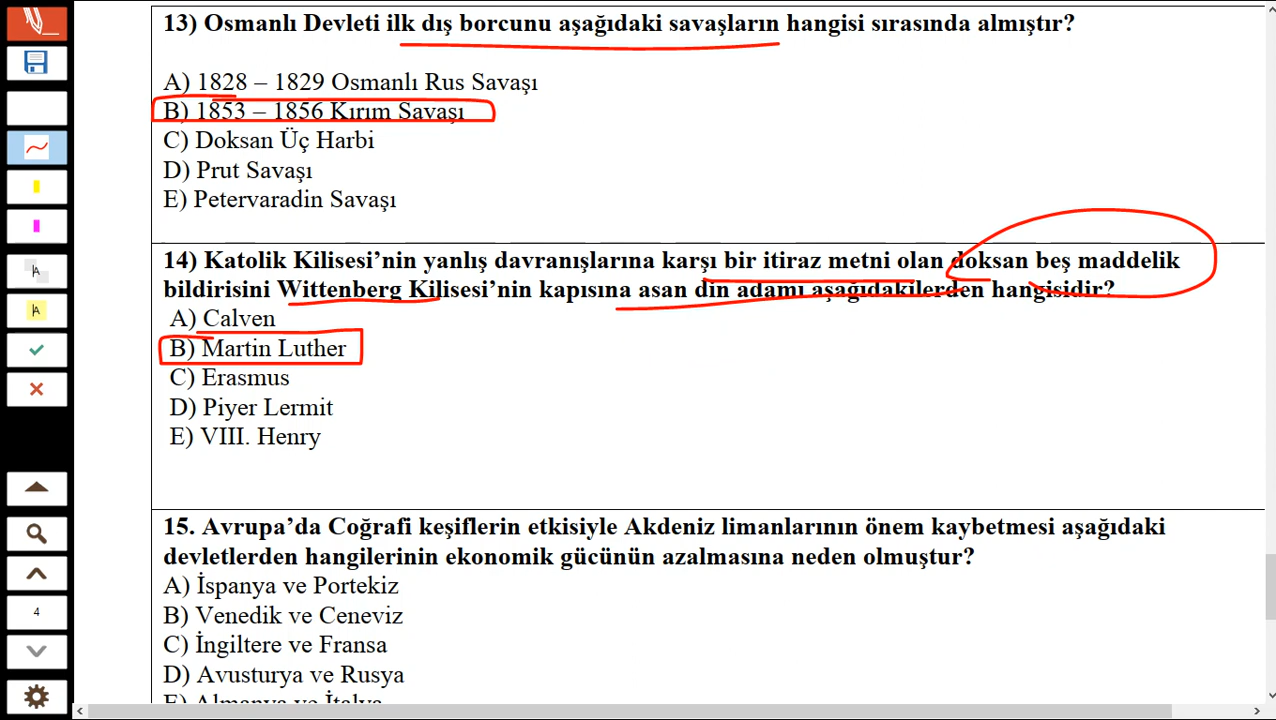 13) Osmanlı Devleti ilk dış borcunu aşağıdaki savaşların hangisi sırasında almıştır?
A) 1828 – 1829 Osmanlı Rus Savaşı
B) 1853 – 1856 Kırım Savaşı
C) Doksan Üç Harbi
D) Prut Savaşı
E) Petervaradin Savaşı
14) Katolik Kilisesi’nin yanlış davranışlarına karşı bir itiraz metni olan doksan beş maddelik
bildirisini Wittenberg Kilisesi’nin kapısına asan din adamı aşağıdakilerden hangisidir?
A) Calven
B) Martin Luther
C) Erasmus
D) Piyer Lermit
E) VIII. Henry
15. Avrupa’da Coğrafi keşiflerin etkisiyle Akdeniz limanlarının önem kaybetmesi aşağıdaki
devletlerden hangilerinin ekonomik gücünün azalmasına neden olmuştur?
A) İspanya ve Portekiz
B) Venedik ve Ceneviz
C) İngiltere ve Fransa
D) Avusturya ve Rusya
E) Almanya ve İtalya
A
A
4